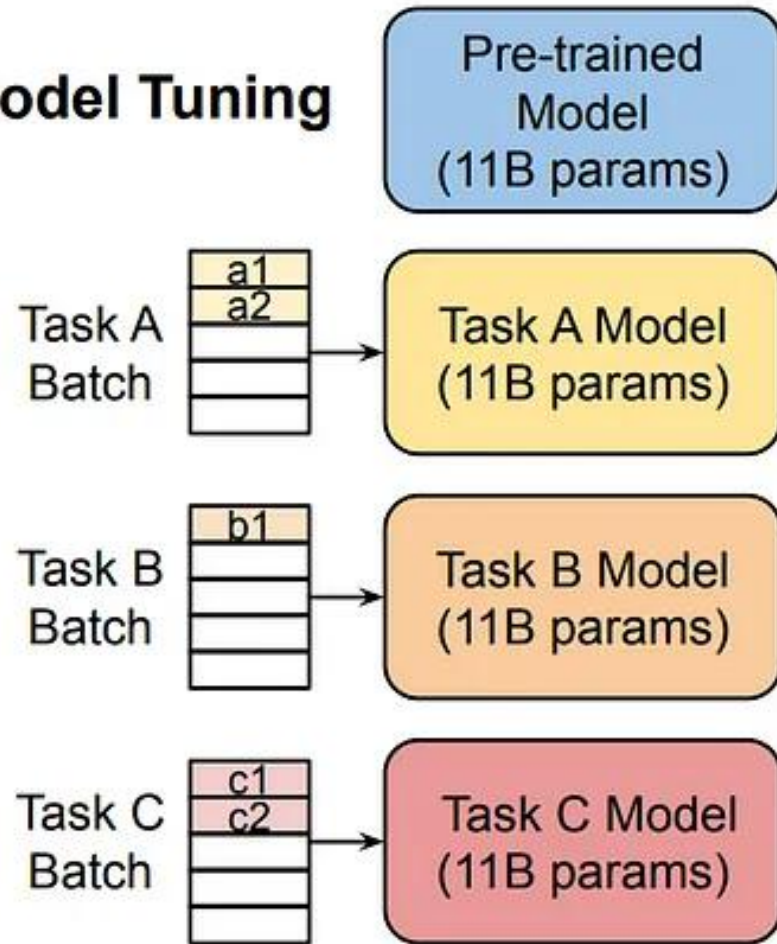 odel Tuning
Pre-trained
Model
(11B params)
a1
a2
Task A
Batch
Task A Model
(11B params)
b1
Task B
Batch
Task B Model
(11B params)
c1
c2
Task C
Batch
Task C Model
(11B params)